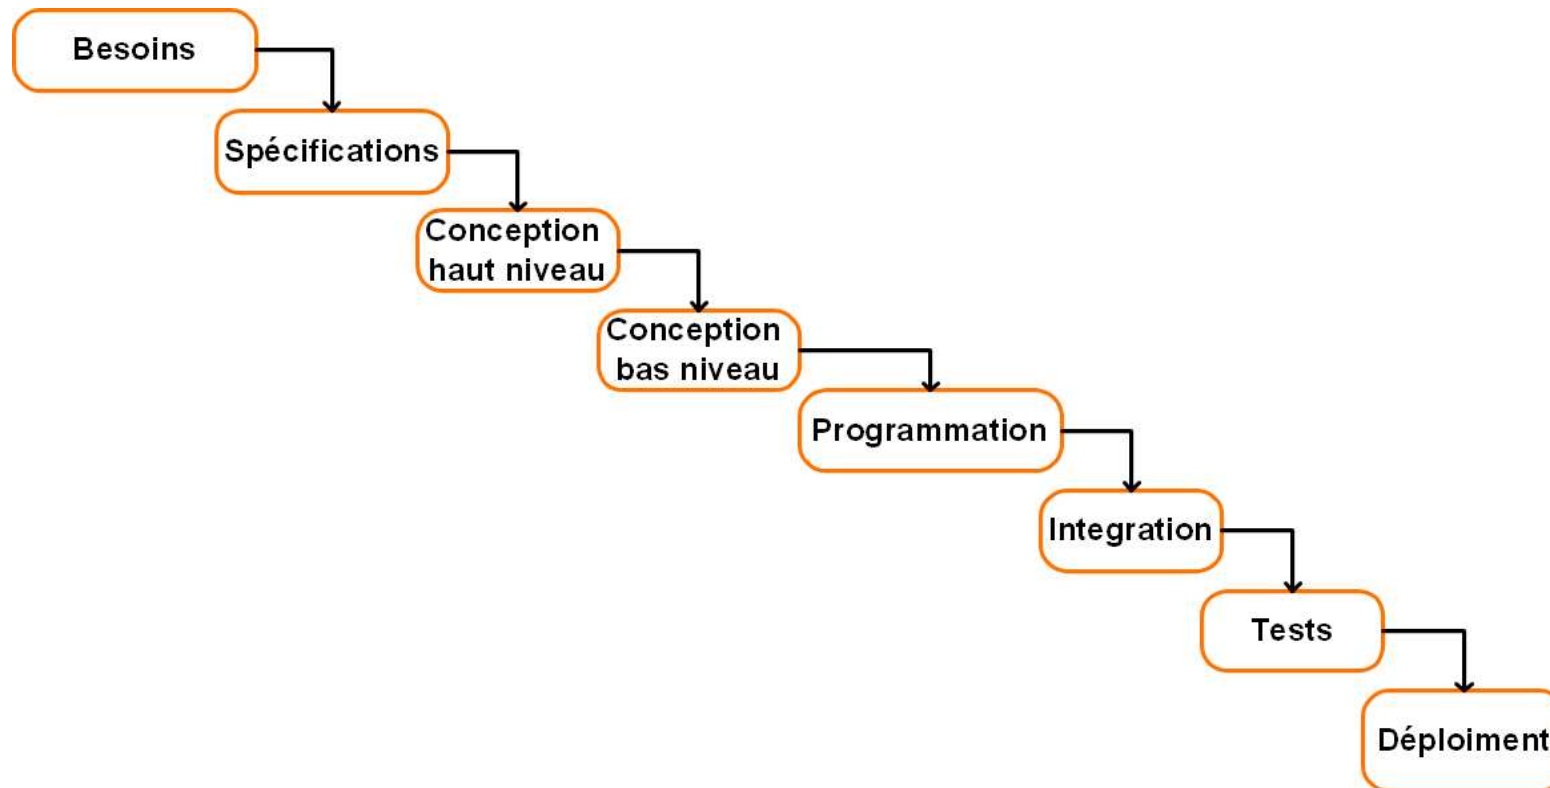 Besoins
Spécifications
Conception
haut niveau
Conception
bas niveau
Programmation
Integration
Tests
Déploiment